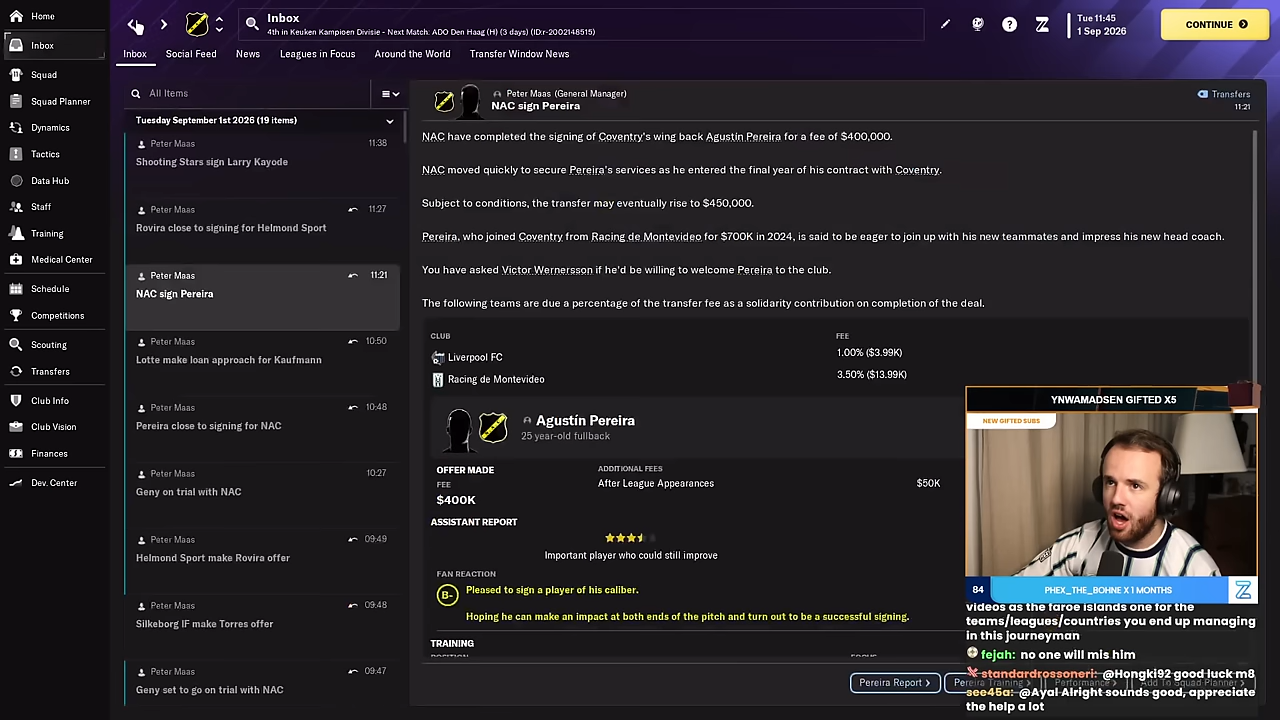 Home
Inbox
Squad
Squad Planner
Dynamics
Tactics
Data Hub
Staff
Training
Medical Center
Schedule
Competitions
Scouting
Transfers
Club Info
Club Vision
Finances
Dev. Center
Inbox
4th in Keuken Kampioen Divisie - Next Match: ADO Den Haag (H) (3 days) (ID:r-2002148515)
Tue 11:45
1 Sep 2026
CONTINUE
Inbox
Social Feed
News
Leagues in Focus
Around the World
Transfer Window News
All Items
Tuesday September 1st 2026 (19 items)
Peter Maas 11:38
Shooting Stars sign Larry Kayode
Peter Maas 11:27
Rovira close to signing for Helmond Sport
Peter Maas 11:21
NAC sign Pereira
Peter Maas 10:50
Lotte make loan approach for Kaufmann
Peter Maas 10:48
Pereira close to signing for NAC
Peter Maas 10:27
Geny on trial with NAC
Peter Maas 09:49
Helmond Sport make Rovira offer
Peter Maas 09:48
Silkeborg IF make Torres offer
Peter Maas 09:47
Geny set to go on trial with NAC
Peter Maas (General Manager)
NAC sign Pereira
Transfers
11:21
NAC have completed the signing of Coventry's wing back Agustín Pereira for a fee of $400,000.
NAC moved quickly to secure Pereira's services as he entered the final year of his contract with Coventry.
Subject to conditions, the transfer may eventually rise to $450,000.
Pereira, who joined Coventry from Racing de Montevideo for $700K in 2024, is said to be eager to join up with his new teammates and impress his new head coach.
You have asked Victor Wernersson if he'd be willing to welcome Pereira to the club.
The following teams are due a percentage of the transfer fee as a solidarity contribution on completion of the deal.
CLUB FEE
Liverpool FC 1.00% ($3.99K)
Racing de Montevideo 3.50% ($13.99K)
Agustín Pereira
25 year-old fullback
OFFER MADE
FEE
$400K
ADDITIONAL FEES
After League Appearances $50K
ASSISTANT REPORT
Important player who could still improve
FAN REACTION
B-
Pleased to sign a player of his caliber.
Hoping he can make an impact at both ends of the pitch and turn out to be a successful signing.
TRAINING
Pereira Report
Pereira Training
Performance
Add To Squad Planner
YNWAMADSEN GIFTED X5
NEW GIFTED SUBS
84 PHEX_THE_BOHNE X 1 MONTHS
videos as the faroe islands one for the
teams/leagues/countries you end up managing
in this journeyman
fejah: no one will mis him
standardrossoneri: @Hongki92 good luck m8
see45a: @Ayal Alright sounds good, appreciate
the help a lot